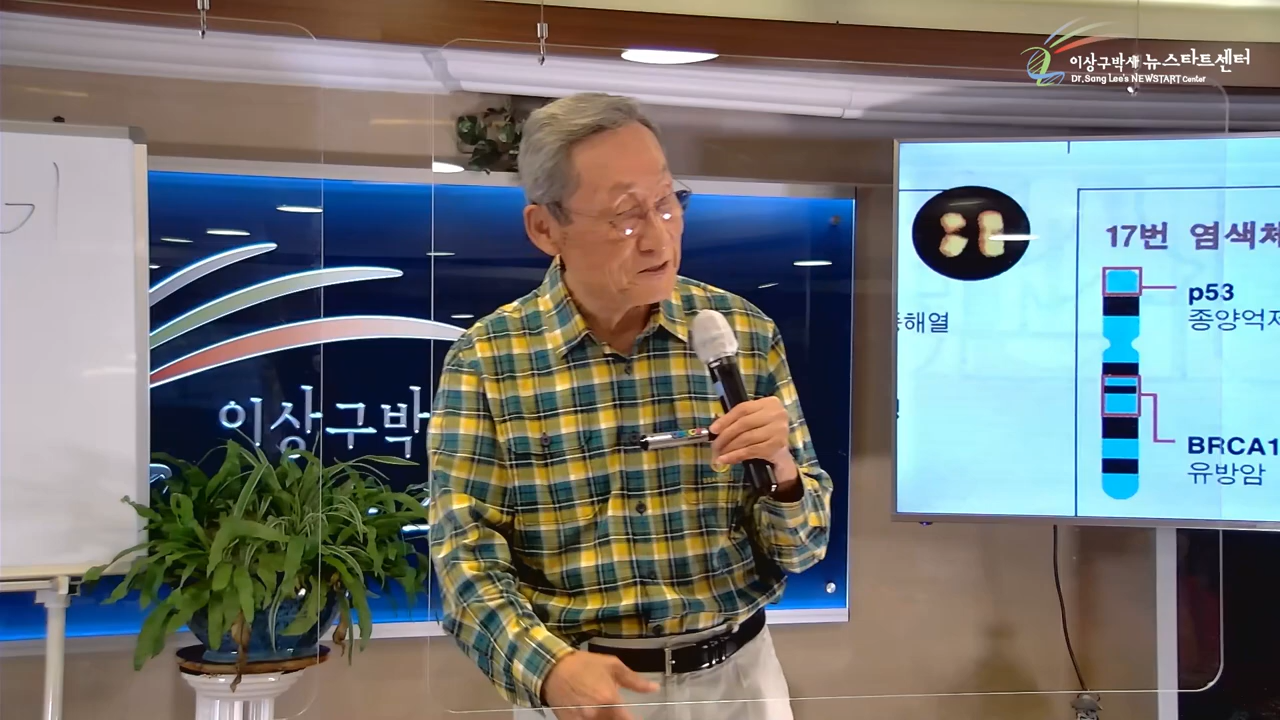 이상구박사 뉴스타트센터
Dr. Sang Lee's NEWSTART Center
이상구박
17번 염색체
p53
종양억제
해열
BRCA1
유방암